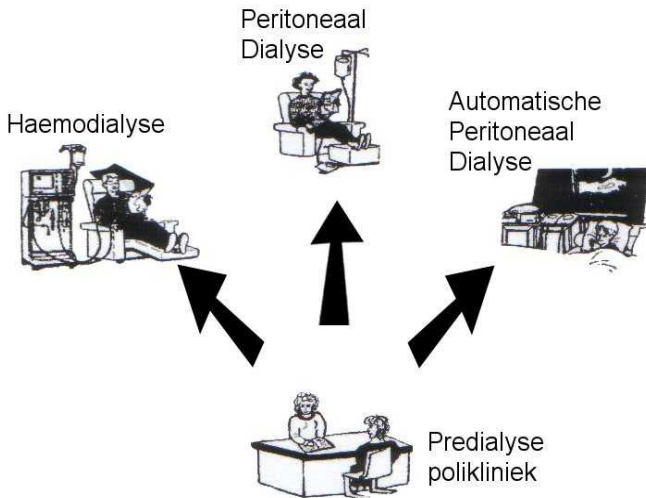 Peritoneaal
Dialyse
Haemodialyse
Automatische
Peritoneaal
Dialyse
Predialyse
polikliniek